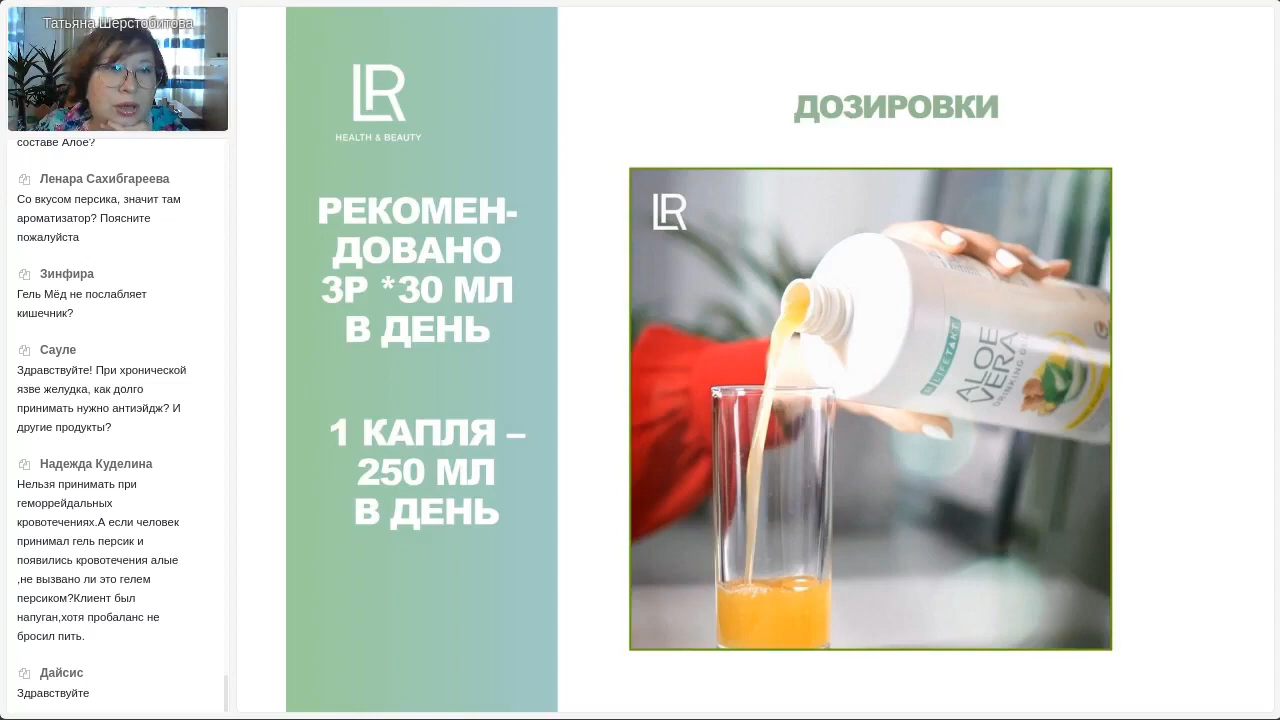 Татьяна Шерстобитова
составе Алое?
Ленара Сахибгареева
Со вкусом персика, значит там
ароматизатор? Поясните
пожалуйста
Зинфира
Гель Мёд не послабляет
кишечник?
Сауле
Здравствуйте! При хронической
язве желудка, как долго
принимать нужно антиэйдж? И
другие продукты?
Надежда Куделина
Нельзя принимать при
геморрейдальных
кровотечениях.А если человек
принимал гель персик и
появились кровотечения алые
,не вызвано ли это гелем
персиком?Клиент был
напуган,хотя пробаланс не
бросил пить.
Дайсис
Здравствуйте
LR
HEALTH & BEAUTY
РЕКОМЕН-
ДОВАНО
3Р *30 МЛ
В ДЕНЬ
1 КАПЛЯ –
250 МЛ
В ДЕНЬ
ДОЗИРОВКИ
LR
LIFETAKT
ALOE
VERA
DRINKING GEL